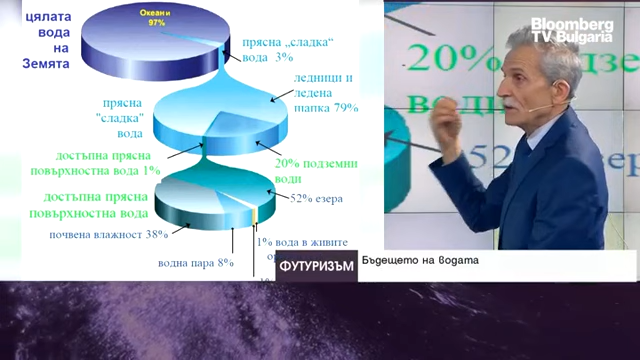 цялата
вода
на
Земята
Океани
97%
прясна „сладка“
вода 3%
ледници и
ледена
шапка 79%
прясна
"сладка"
вода
достъпна прясна
повърхностна вода 1%
20% подземни
води
достъпна прясна
повърхностна вода
52% езера
почвена влажност 38%
водна пара 8%
1% вода в живите
ФУТУРИЗЪМ
Бъдещето на водата
Bloomberg
TV Bulgaria
20%
52%